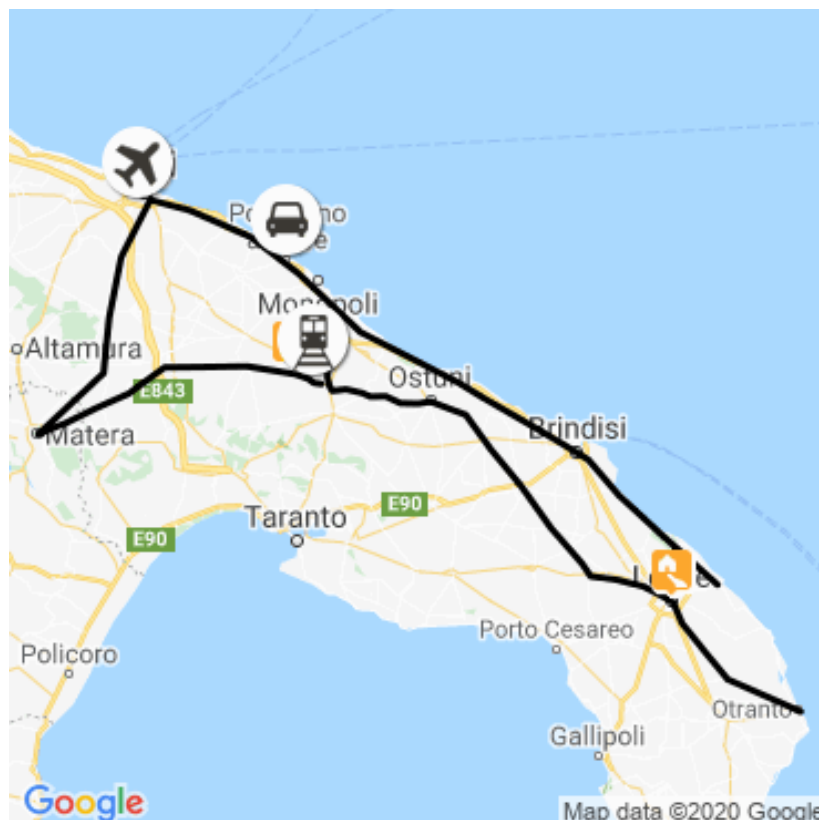 Monopoli
Altamura
E843
Ostuni
Matera
Brindisi
E90
Taranto
E90
Porto Cesareo
Policoro
Otranto
Gallipoli
Google
Map data ©2020 Google